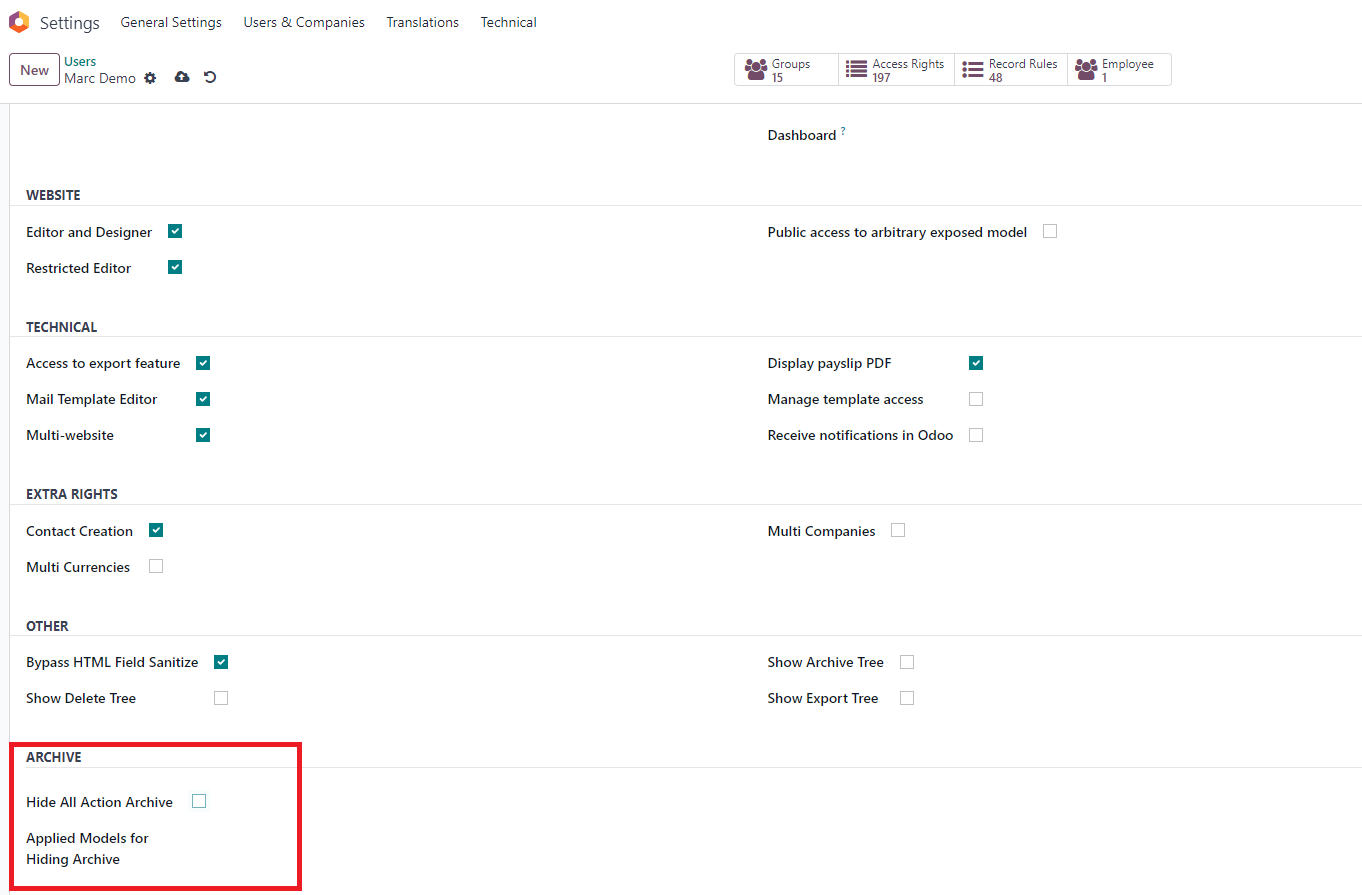 Settings General Settings Users & Companies Translations Technical
New Users Groups Access Rights Record Rules Employee
Marc Demo 15 197 48 1
Dashboard ?
WEBSITE
Editor and Designer Public access to arbitrary exposed model
Restricted Editor
TECHNICAL
Access to export feature Display payslip PDF
Mail Template Editor Manage template access
Multi-website Receive notifications in Odoo
EXTRA RIGHTS
Contact Creation Multi Companies
Multi Currencies
OTHER
Bypass HTML Field Sanitize Show Archive Tree
Show Delete Tree Show Export Tree
ARCHIVE
Hide All Action Archive
Applied Models for
Hiding Archive